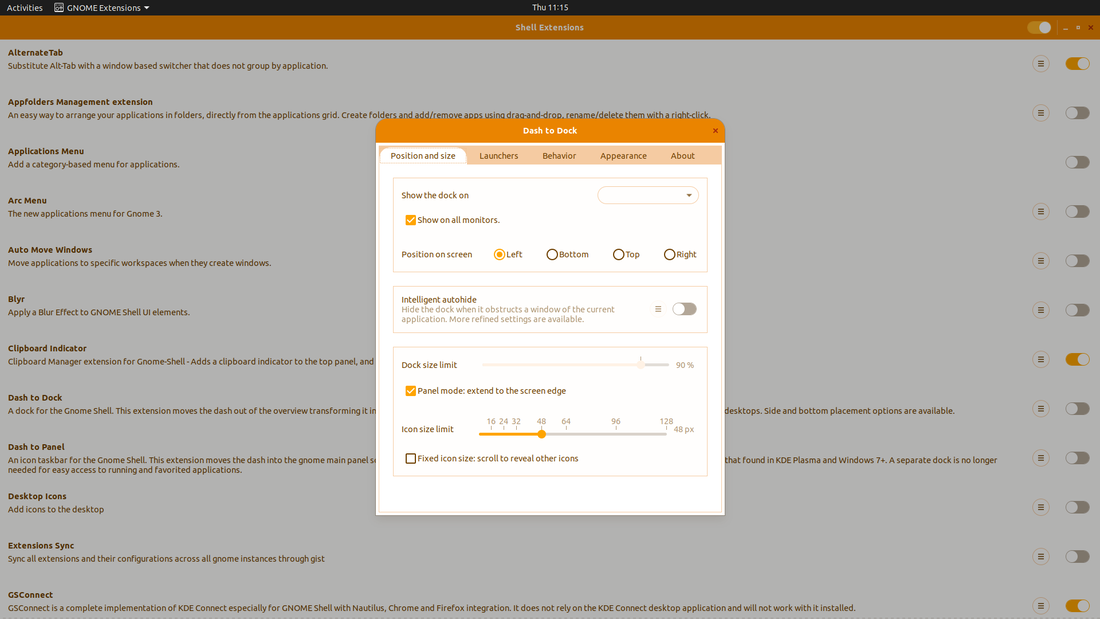 Activities
GNOME Extensions
Thu 11:15
Shell Extensions
AlternateTab
Substitute Alt-Tab with a window based switcher that does not group by application.
Appfolders Management extension
An easy way to arrange your applications in folders, directly from the applications grid. Create folders and add/remove apps using drag-and-drop, rename/delete them with a right-click.
Applications Menu
Add a category-based menu for applications.
Arc Menu
The new applications menu for Gnome 3.
Auto Move Windows
Move applications to specific workspaces when they create windows.
Blyr
Apply a Blur Effect to GNOME Shell UI elements.
Clipboard Indicator
Clipboard Manager extension for Gnome-Shell - Adds a clipboard indicator to the top panel, and
Dash to Dock
A dock for the Gnome Shell. This extension moves the dash out of the overview transforming it in
desktops. Side and bottom placement options are available.
Dash to Panel
An icon taskbar for the Gnome Shell. This extension moves the dash into the gnome main panel s
that found in KDE Plasma and Windows 7+. A separate dock is no longer
needed for easy access to running and favorited applications.
Desktop Icons
Add icons to the desktop
Extensions Sync
Sync all extensions and their configurations across all gnome instances through gist
GSConnect
GSConnect is a complete implementation of KDE Connect especially for GNOME Shell with Nautilus, Chrome and Firefox integration. It does not rely on the KDE Connect desktop application and will not work with it installed.
Dash to Dock
Position and size
Launchers
Behavior
Appearance
About
Show the dock on
Show on all monitors.
Position on screen
Left
Bottom
Top
Right
Intelligent autohide
Hide the dock when it obstructs a window of the current
application. More refined settings are available.
Dock size limit
90 %
Panel mode: extend to the screen edge
16 24 32 48 64 96 128
Icon size limit
48 px
Fixed icon size: scroll to reveal other icons